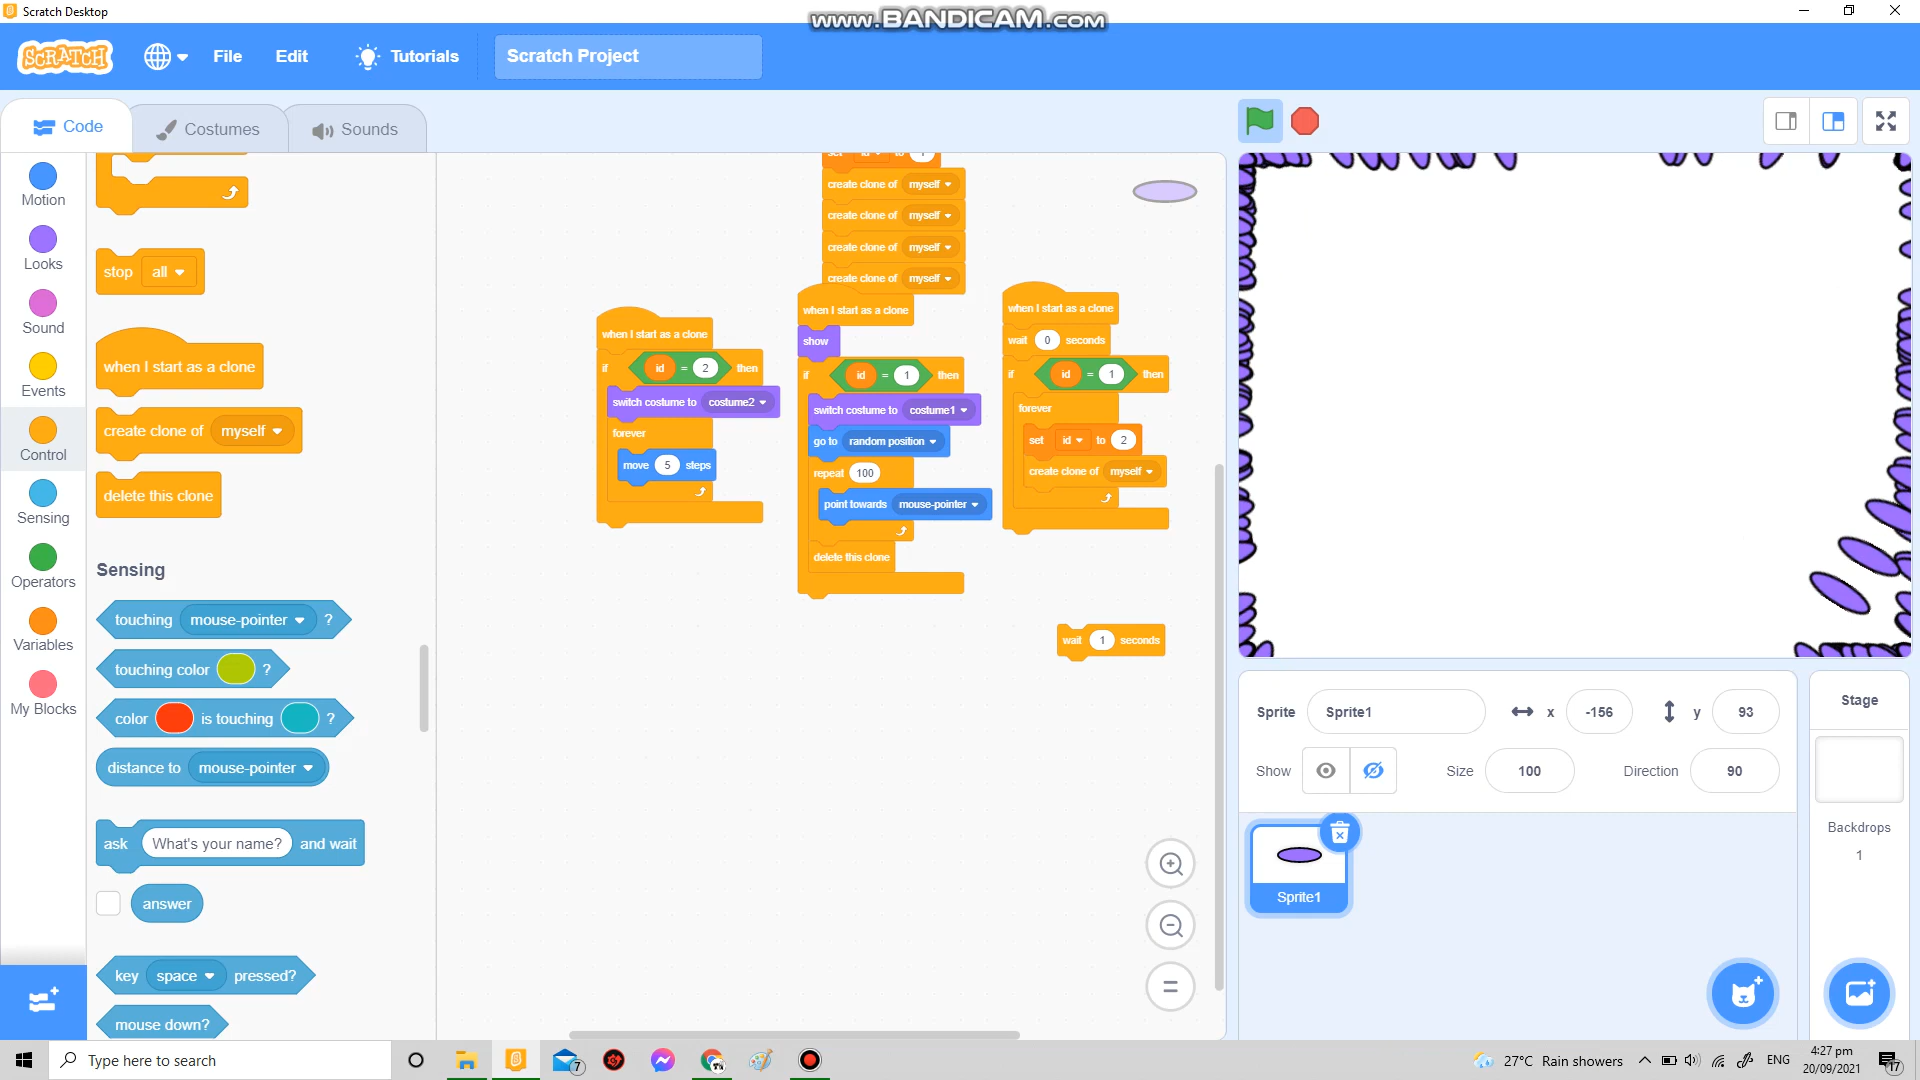 Scratch Desktop
www.BANDICAM.com
SCRATCH
File
Edit
Tutorials
Scratch Project
Code
Costumes
Sounds
Motion
Looks
Sound
Events
Control
Sensing
Operators
Variables
My Blocks
stop all
when I start as a clone
create clone of myself
delete this clone
Sensing
touching mouse-pointer ?
touching color ?
color is touching ?
distance to mouse-pointer
ask What's your name? and wait
answer
key space pressed?
mouse down?
create clone of myself
create clone of myself
create clone of myself
create clone of myself
when I start as a clone
if id = 2 then
switch costume to costume2
forever
move 5 steps
when I start as a clone
show
if id = 1 then
switch costume to costume1
go to random position
repeat 100
point towards mouse-pointer
delete this clone
when I start as a clone
wait 0 seconds
if id = 1 then
forever
set id to 2
create clone of myself
wait 1 seconds
Sprite Sprite1 x -156 y 93
Show Size 100 Direction 90
Sprite1
Stage
Backdrops
1
Type here to search
7
27°C Rain showers
ENG
4:27 pm
20/09/2021
17